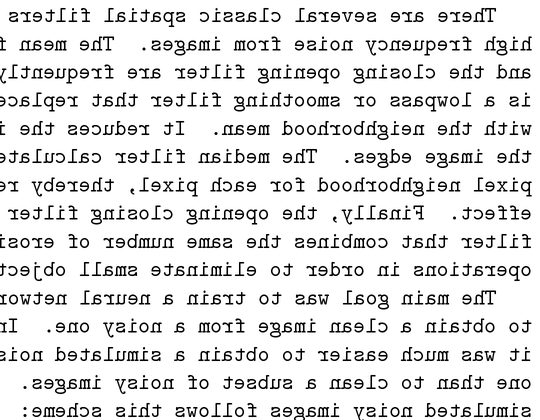 There are several classic spatial filters
high frequency noise from images. The mean f
and the closing opening filter are frequently
is a lowpass or smoothing filter that replace
with the neighborhood mean. It reduces the i
the image edges. The median filter calculate
pixel neighborhood for each pixel, thereby re
effect. Finally, the opening closing filter
filter that combines the same number of erosi
operations in order to eliminate small object
The main goal was to train a neural networ
to obtain a clean image from a noisy one. In
it was much easier to obtain a simulated nois
one than to clean a subset of noisy images.
simulated noisy images follows this scheme: